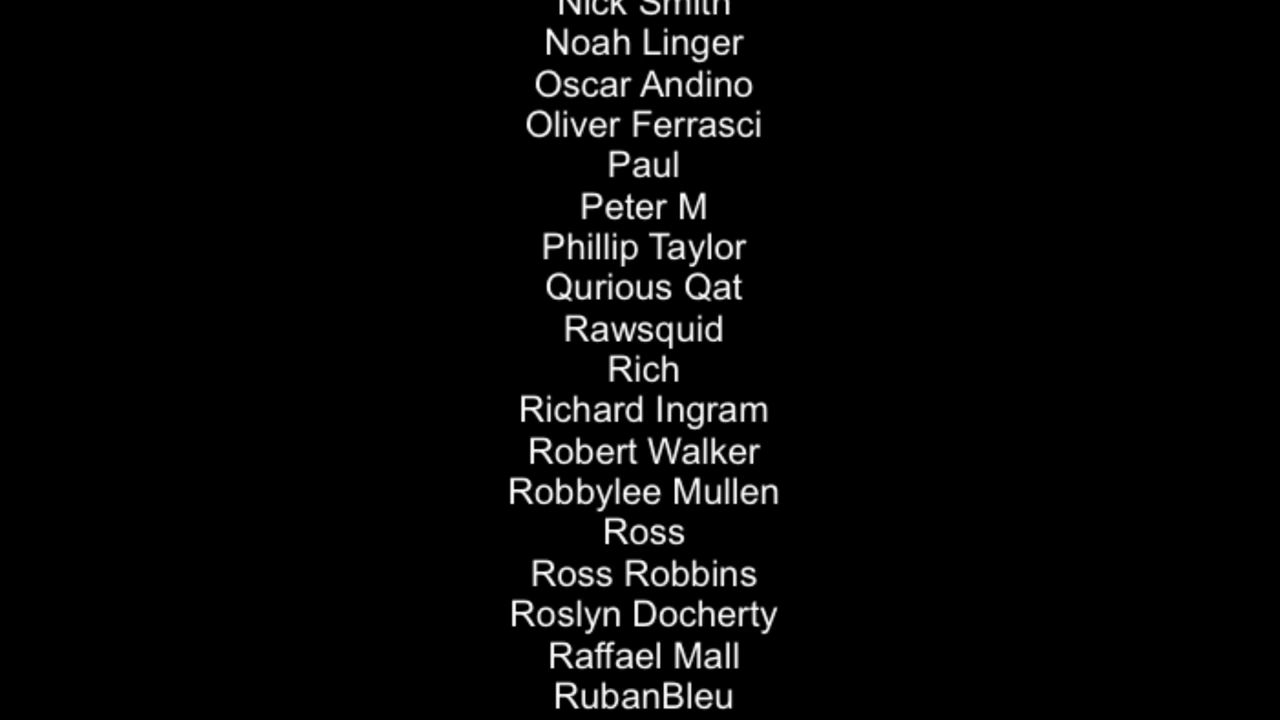 Nick Smith
Noah Linger
Oscar Andino
Oliver Ferrasci
Paul
Peter M
Phillip Taylor
Qurious Qat
Rawsquid
Rich
Richard Ingram
Robert Walker
Robbylee Mullen
Ross
Ross Robbins
Roslyn Docherty
Raffael Mall
RubanBleu